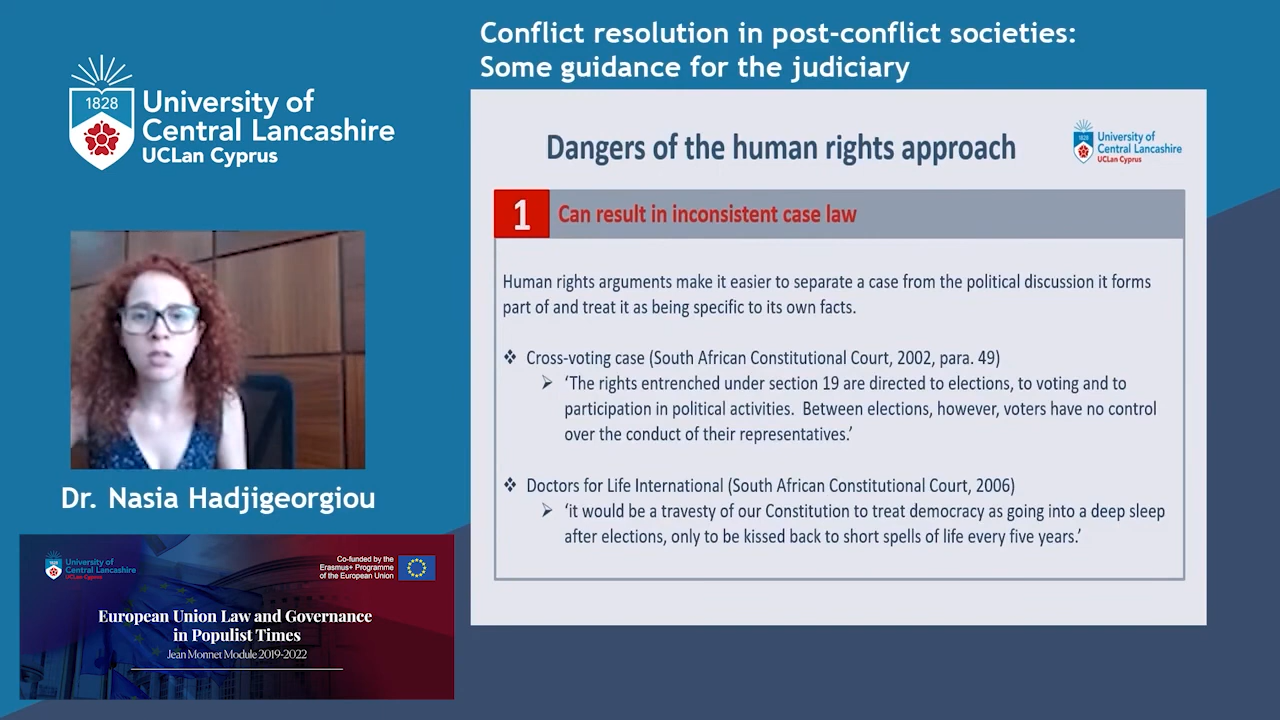 Conflict resolution in post-conflict societies:
Some guidance for the judiciary
1828
University of
Central Lancashire
UCLan Cyprus
Dangers of the human rights approach
1828
University of
Central Lancashire
UCLan Cyprus
1
Can result in inconsistent case law
Human rights arguments make it easier to separate a case from the political discussion it forms
part of and treat it as being specific to its own facts.
❖ Cross-voting case (South African Constitutional Court, 2002, para. 49)
➢ ‘The rights entrenched under section 19 are directed to elections, to voting and to
participation in political activities. Between elections, however, voters have no control
over the conduct of their representatives.’
❖ Doctors for Life International (South African Constitutional Court, 2006)
➢ ‘it would be a travesty of our Constitution to treat democracy as going into a deep sleep
after elections, only to be kissed back to short spells of life every five years.’
Dr. Nasia Hadjigeorgiou
University of
Central Lancashire
UCLan Cyprus
Co-funded by the
Erasmus+ Programme
of the European Union
European Union Law and Governance
in Populist Times
Jean Monnet Module 2019-2022